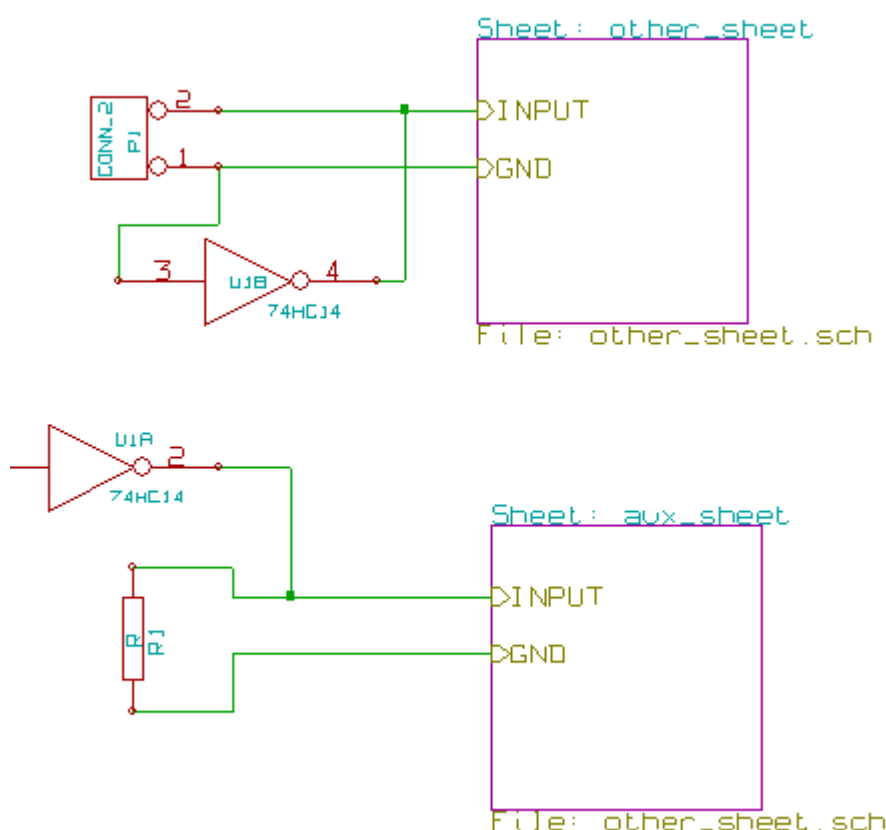 Sheet: other_sheet
2
INPUT
CONN_2
P1
1
GND
3
U1B
4
74HC14
File: other_sheet.sch
U1A
2
74HC14
Sheet: aux_sheet
INPUT
R
R1
GND
File: other_sheet.sch